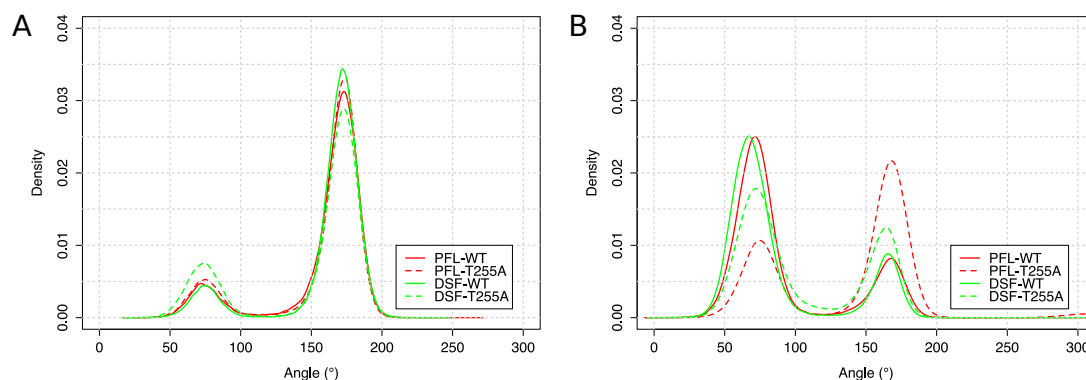 A
Density
0.04
0.03
0.02
0.01
0.00
0 50 100 150 200 250 300
Angle (°)
PFL-WT
PFL-T255A
DSF-WT
DSF-T255A
B
Density
0.04
0.03
0.02
0.01
0.00
0 50 100 150 200 250 300
Angle (°)
PFL-WT
PFL-T255A
DSF-WT
DSF-T255A